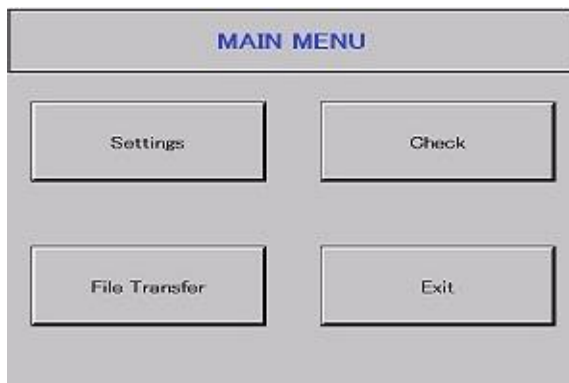 MAIN MENU
Settings
Check
File Transfer
Exit